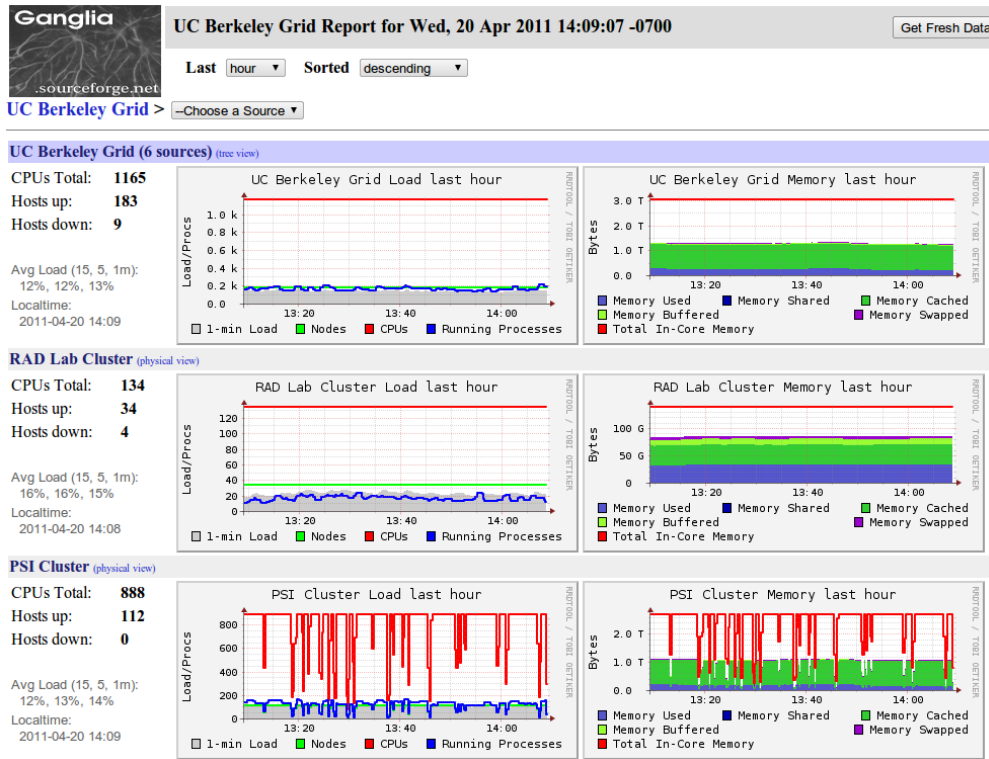 Ganglia
.sourceforge.net
UC Berkeley Grid Report for Wed, 20 Apr 2011 14:09:07 -0700
Get Fresh Data
Last hour Sorted descending
UC Berkeley Grid > --Choose a Source
UC Berkeley Grid (6 sources) (tree view)
CPUs Total: 1165
Hosts up: 183
Hosts down: 9
Avg Load (15, 5, 1m):
12%, 12%, 13%
Localtime:
2011-04-20 14:09
UC Berkeley Grid Load last hour
Load/Procs
1.0 k
0.8 k
0.6 k
0.4 k
0.2 k
0.0
13:20 13:40 14:00
1-min Load Nodes CPUs Running Processes
RRDTOOL / TOBI OETIKER
UC Berkeley Grid Memory last hour
Bytes
3.0 T
2.0 T
1.0 T
0.0
13:20 13:40 14:00
Memory Used Memory Shared Memory Cached
Memory Buffered Memory Swapped
Total In-Core Memory
RRDTOOL / TOBI OETIKER
RAD Lab Cluster (physical view)
CPUs Total: 134
Hosts up: 34
Hosts down: 4
Avg Load (15, 5, 1m):
16%, 16%, 15%
Localtime:
2011-04-20 14:08
RAD Lab Cluster Load last hour
Load/Procs
120
100
80
60
40
20
0
13:20 13:40 14:00
1-min Load Nodes CPUs Running Processes
RRDTOOL / TOBI OETIKER
RAD Lab Cluster Memory last hour
Bytes
100 G
50 G
0
13:20 13:40 14:00
Memory Used Memory Shared Memory Cached
Memory Buffered Memory Swapped
Total In-Core Memory
RRDTOOL / TOBI OETIKER
PSI Cluster (physical view)
CPUs Total: 888
Hosts up: 112
Hosts down: 0
Avg Load (15, 5, 1m):
12%, 13%, 14%
Localtime:
2011-04-20 14:09
PSI Cluster Load last hour
Load/Procs
800
600
400
200
0
13:20 13:40 14:00
1-min Load Nodes CPUs Running Processes
RRDTOOL / TOBI OETIKER
PSI Cluster Memory last hour
Bytes
2.0 T
1.0 T
0.0
13:20 13:40 14:00
Memory Used Memory Shared Memory Cached
Memory Buffered Memory Swapped
Total In-Core Memory
RRDTOOL / TOBI OETIKER